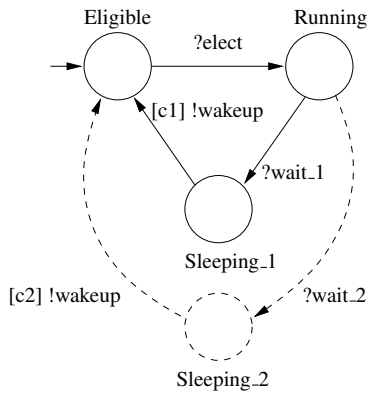 Eligible
Running
?elect
[c1] !wakeup
?wait_1
Sleeping_1
[c2] !wakeup
?wait_2
Sleeping_2